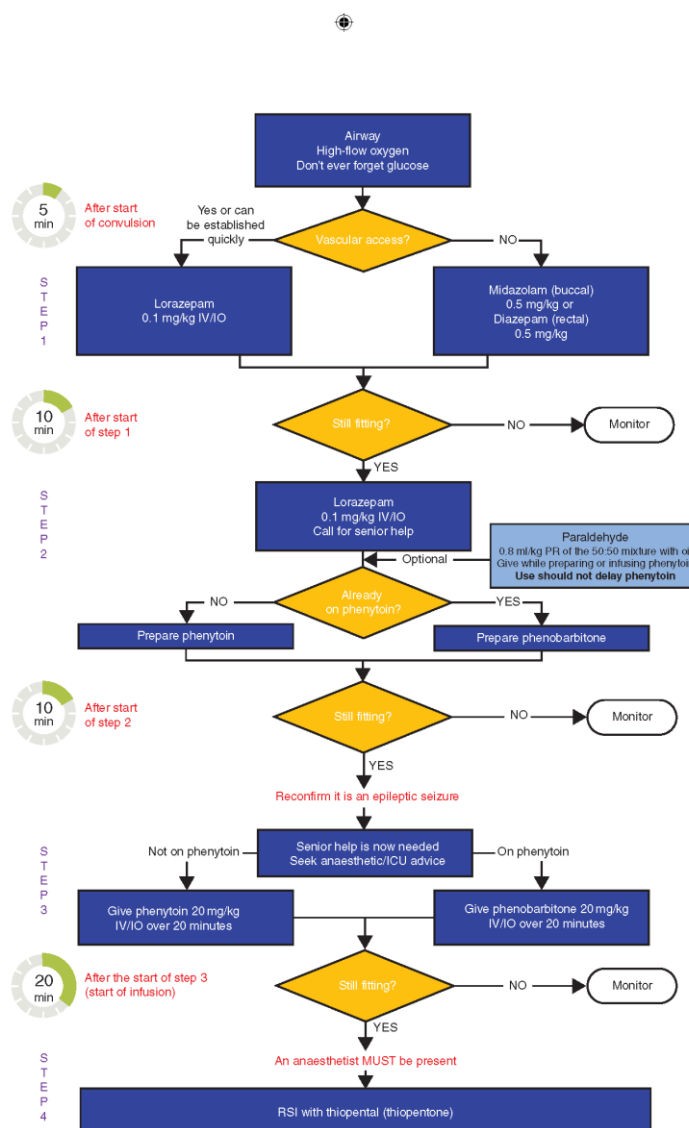 Airway
High-flow oxygen
Don't ever forget glucose
5
min
After start
of convulsion
Yes or can
be established
quickly
Vascular access?
NO
STEP 1
Lorazepam
0.1 mg/kg IV/IO
Midazolam (buccal)
0.5 mg/kg or
Diazepam (rectal)
0.5 mg/kg
10
min
After start
of step 1
Still fitting?
NO
Monitor
YES
STEP 2
Lorazepam
0.1 mg/kg IV/IO
Call for senior help
Paraldehyde
0.8 ml/kg PR of the 50:50 mixture with oi
Give while preparing or infusing phenytoin
Use should not delay phenytoin
Optional
Already
on phenytoin?
NO
YES
Prepare phenytoin
Prepare phenobarbitone
10
min
After start
of step 2
Still fitting?
NO
Monitor
YES
Reconfirm it is an epileptic seizure
STEP 3
Not on phenytoin
Senior help is now needed
Seek anaesthetic/ICU advice
On phenytoin
Give phenytoin 20 mg/kg
IV/IO over 20 minutes
Give phenobarbitone 20 mg/kg
IV/IO over 20 minutes
20
min
After the start of step 3
(start of infusion)
Still fitting?
NO
Monitor
YES
An anaesthetist MUST be present
STEP 4
RSI with thiopental (thiopentone)